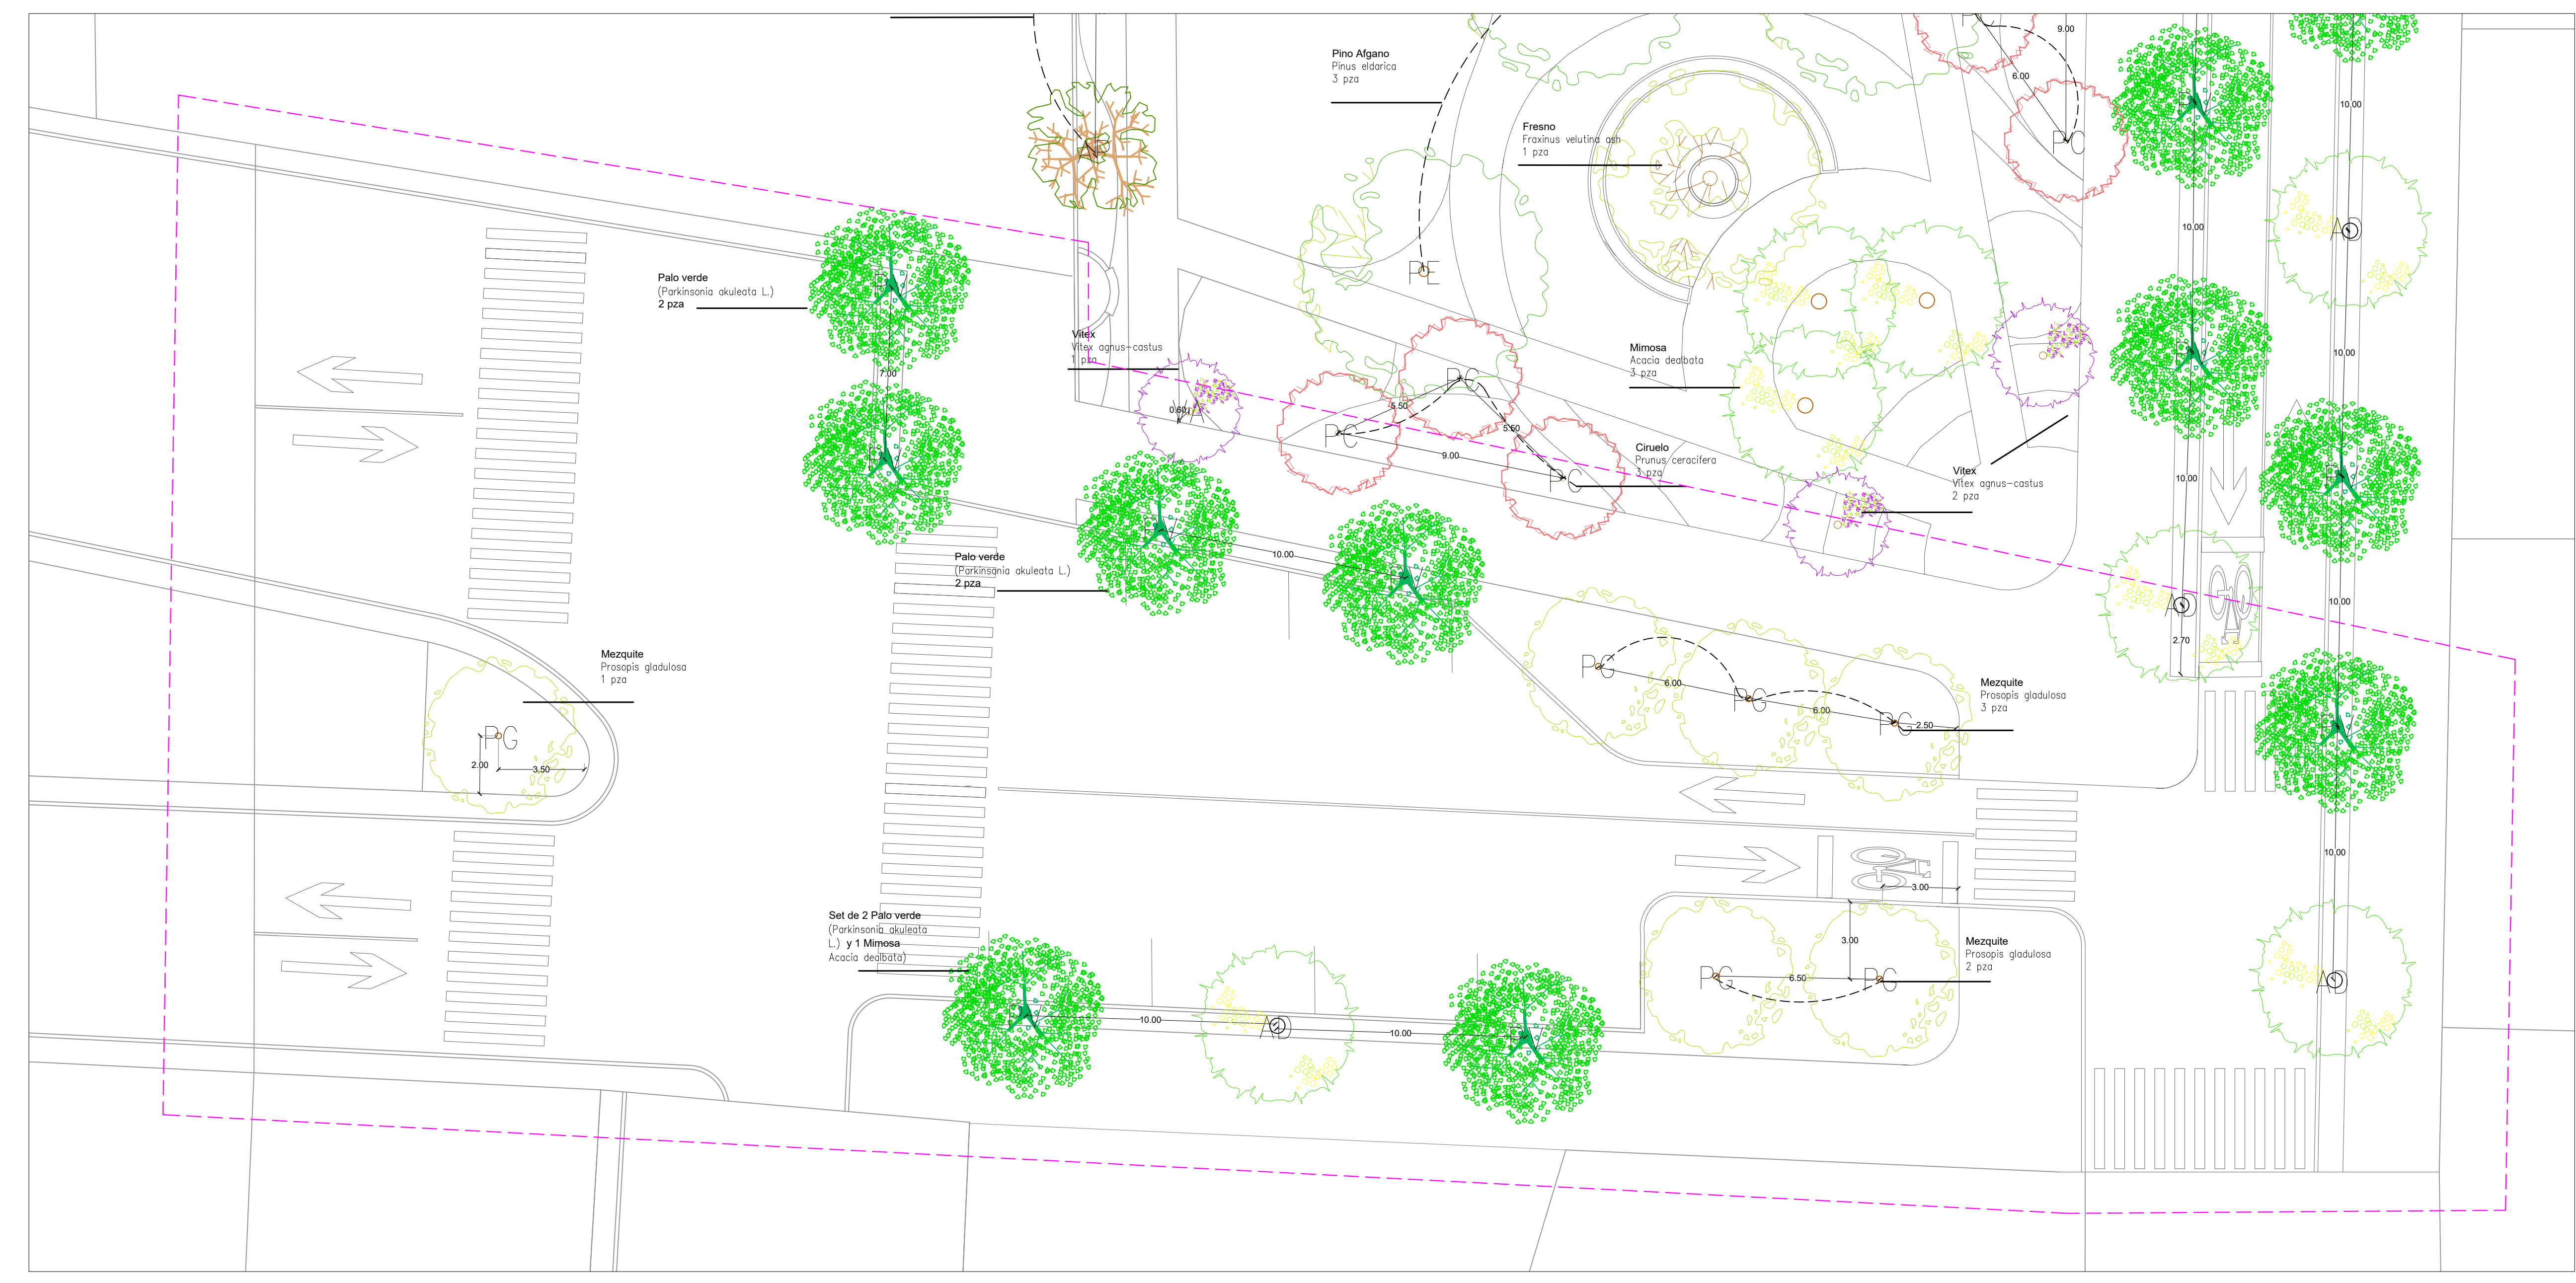 Pino Afgano
Pinus eldarica
3 pza
9.00
6.00
10.00
Fresno
Fraxinus velutina ash
1 pza
PC
10.00
AD
Palo verde
(Parkinsonia akuleata L.)
2 pza
PE
Vitex
Vitex agnus-castus
1 pza
7.00
Mimosa
Acacia dealbata
3 pza
10.00
0.60
PC
5.50
5.50
PC
9.00
PC
Ciruelo
Prunus ceracifera
3 pza
Vitex
Vitex agnus-castus
2 pza
10.00
Palo verde
(Parkinsonia akuleata L.)
2 pza
10.00
AD
10.00
2.70
Mezquite
Prosopis gladulosa
1 pza
PG
6.00
PG
6.00
PG
2.50
Mezquite
Prosopis gladulosa
3 pza
PG
2.00
3.50
10.00
3.00
Set de 2 Palo verde
(Parkinsonia akuleata
L.) y 1 Mimosa
Acacia dealbata)
3.00
Mezquite
Prosopis gladulosa
2 pza
PG
6.50
PG
AD
10.00
AD
10.00